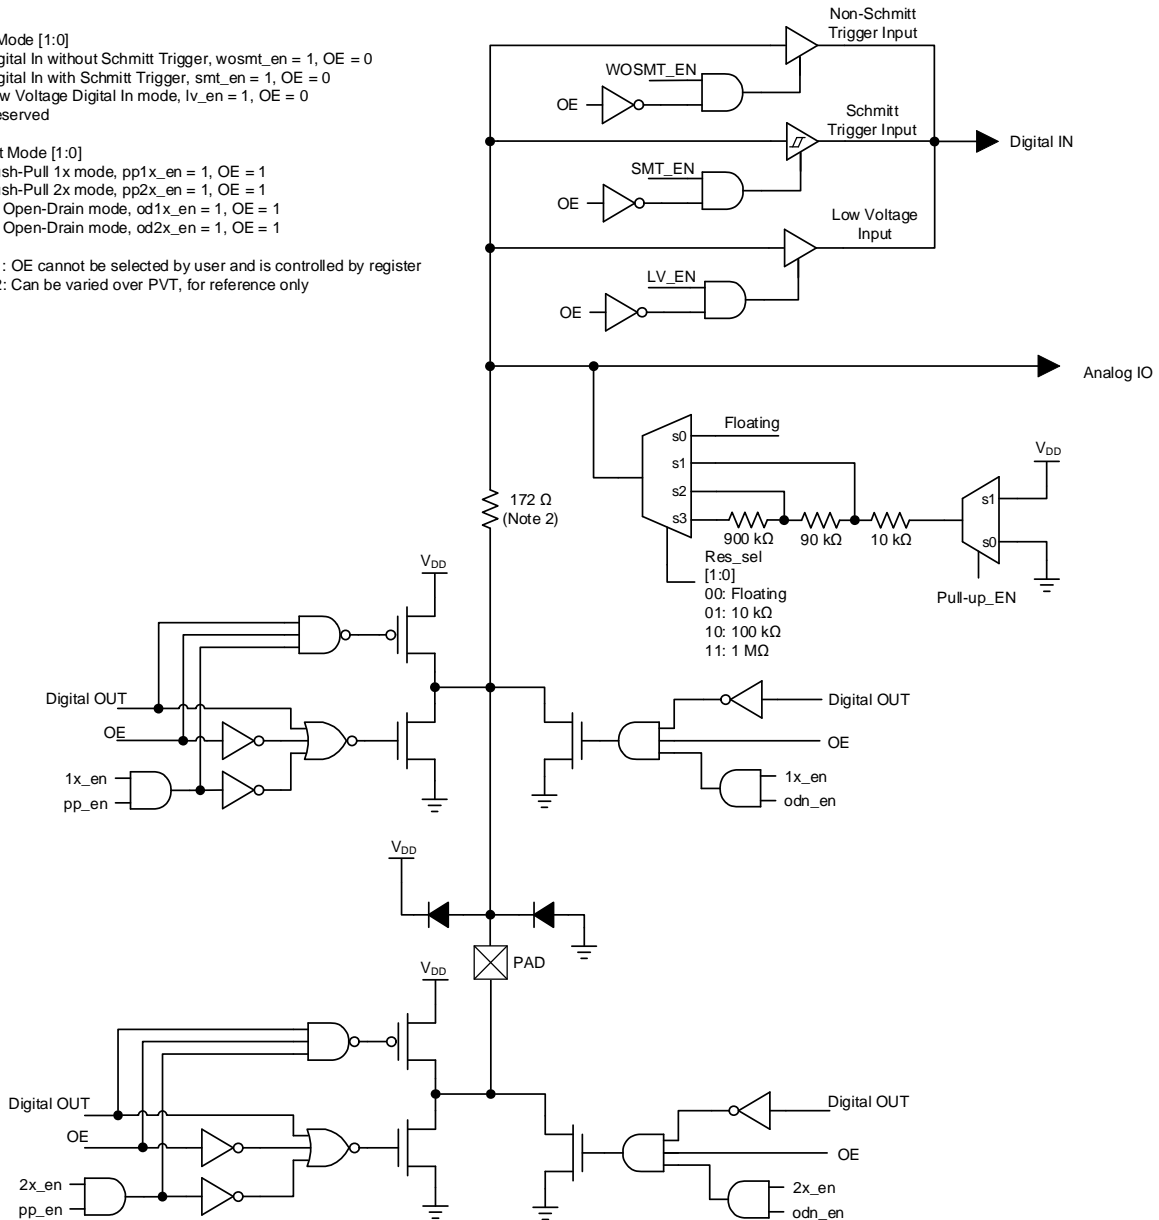 Mode [1:0]
gital In without Schmitt Trigger, wosmt_en = 1, OE = 0
gital In with Schmitt Trigger, smt_en = 1, OE = 0
w Voltage Digital In mode, lv_en = 1, OE = 0
eserved
t Mode [1:0]
sh-Pull 1x mode, pp1x_en = 1, OE = 1
sh-Pull 2x mode, pp2x_en = 1, OE = 1
Open-Drain mode, od1x_en = 1, OE = 1
Open-Drain mode, od2x_en = 1, OE = 1
: OE cannot be selected by user and is controlled by register
2: Can be varied over PVT, for reference only
Non-Schmitt
Trigger Input
WOSMT_EN
OE
Schmitt
Trigger Input
Digital IN
SMT_EN
OE
Low Voltage
Input
LV_EN
OE
Analog IO
Floating
s0
s1
s2
s3
VDD
s1
s0
172 Ω
(Note 2)
900 kΩ
90 kΩ
10 kΩ
Res_sel
[1:0]
00: Floating
01: 10 kΩ
10: 100 kΩ
11: 1 MΩ
Pull-up_EN
VDD
Digital OUT
OE
1x_en
pp_en
Digital OUT
OE
1x_en
odn_en
VDD
PAD
VDD
Digital OUT
OE
2x_en
pp_en
Digital OUT
OE
2x_en
odn_en